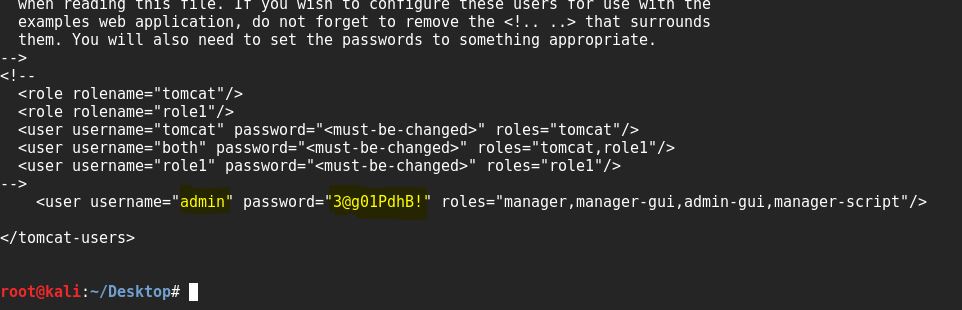 when reading this file. If you wish to configure these users for use with the
examples web application, do not forget to remove the <!.. ..> that surrounds
them. You will also need to set the passwords to something appropriate.
-->
<!--
<role rolename="tomcat"/>
<role rolename="role1"/>
<user username="tomcat" password="<must-be-changed>" roles="tomcat"/>
<user username="both" password="<must-be-changed>" roles="tomcat,role1"/>
<user username="role1" password="<must-be-changed>" roles="role1"/>
-->
<user username="admin" password="3@g01PdhB!" roles="manager,manager-gui,admin-gui,manager-script"/>
</tomcat-users>
root@kali:~/Desktop#